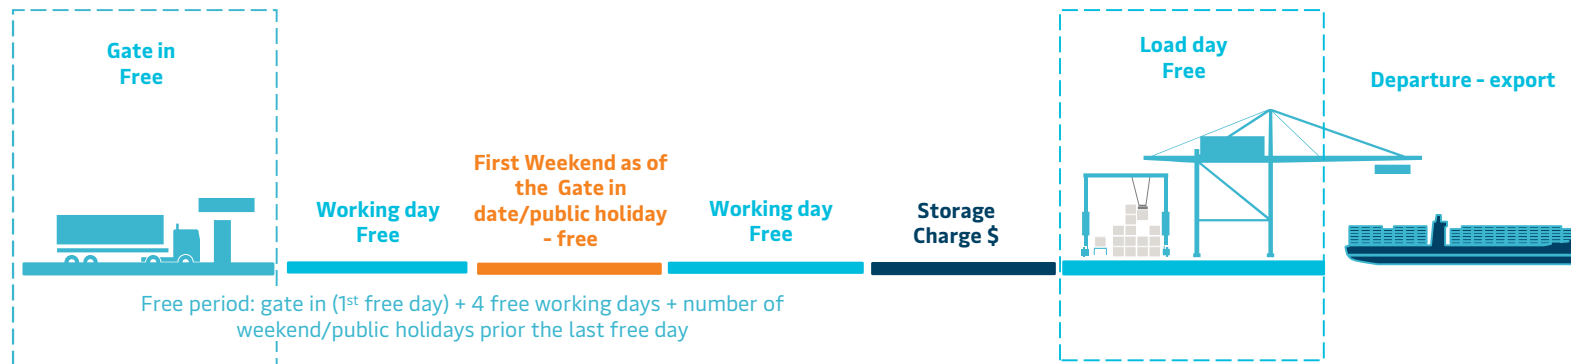 Gate in
Free
Working day
Free
First Weekend as of
the Gate in
date/public holiday
- free
Working day
Free
Storage
Charge $
Load day
Free
Departure - export
Free period: gate in (1st free day) + 4 free working days + number of
weekend/public holidays prior the last free day